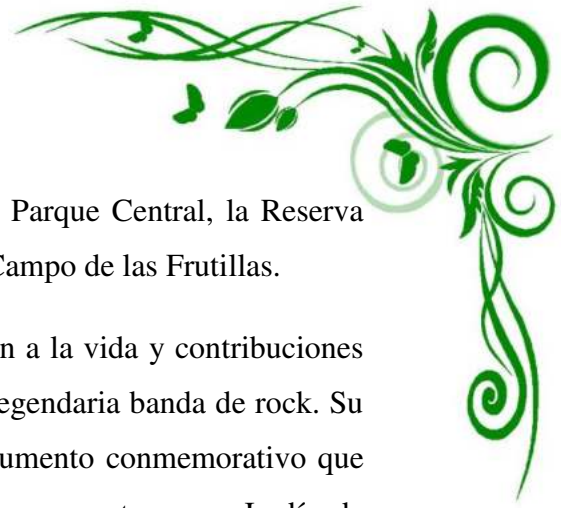 Parque Central, la Reserva
Campo de las Frutillas.
n a la vida y contribuciones
egendaria banda de rock. Su
umento conmemorativo que